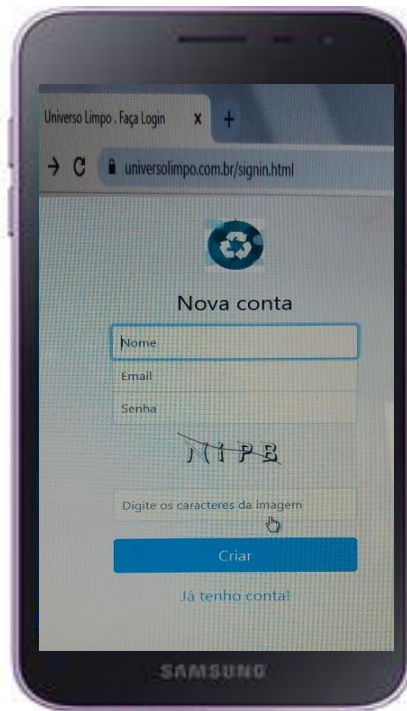 Universo Limpo . Faça Login x +
universolimpo.com.br/signin.html
Nova conta
Nome
Email
Senha
N1PB
Digite os caracteres da imagem
Criar
Já tenho conta!
SAMSUNG